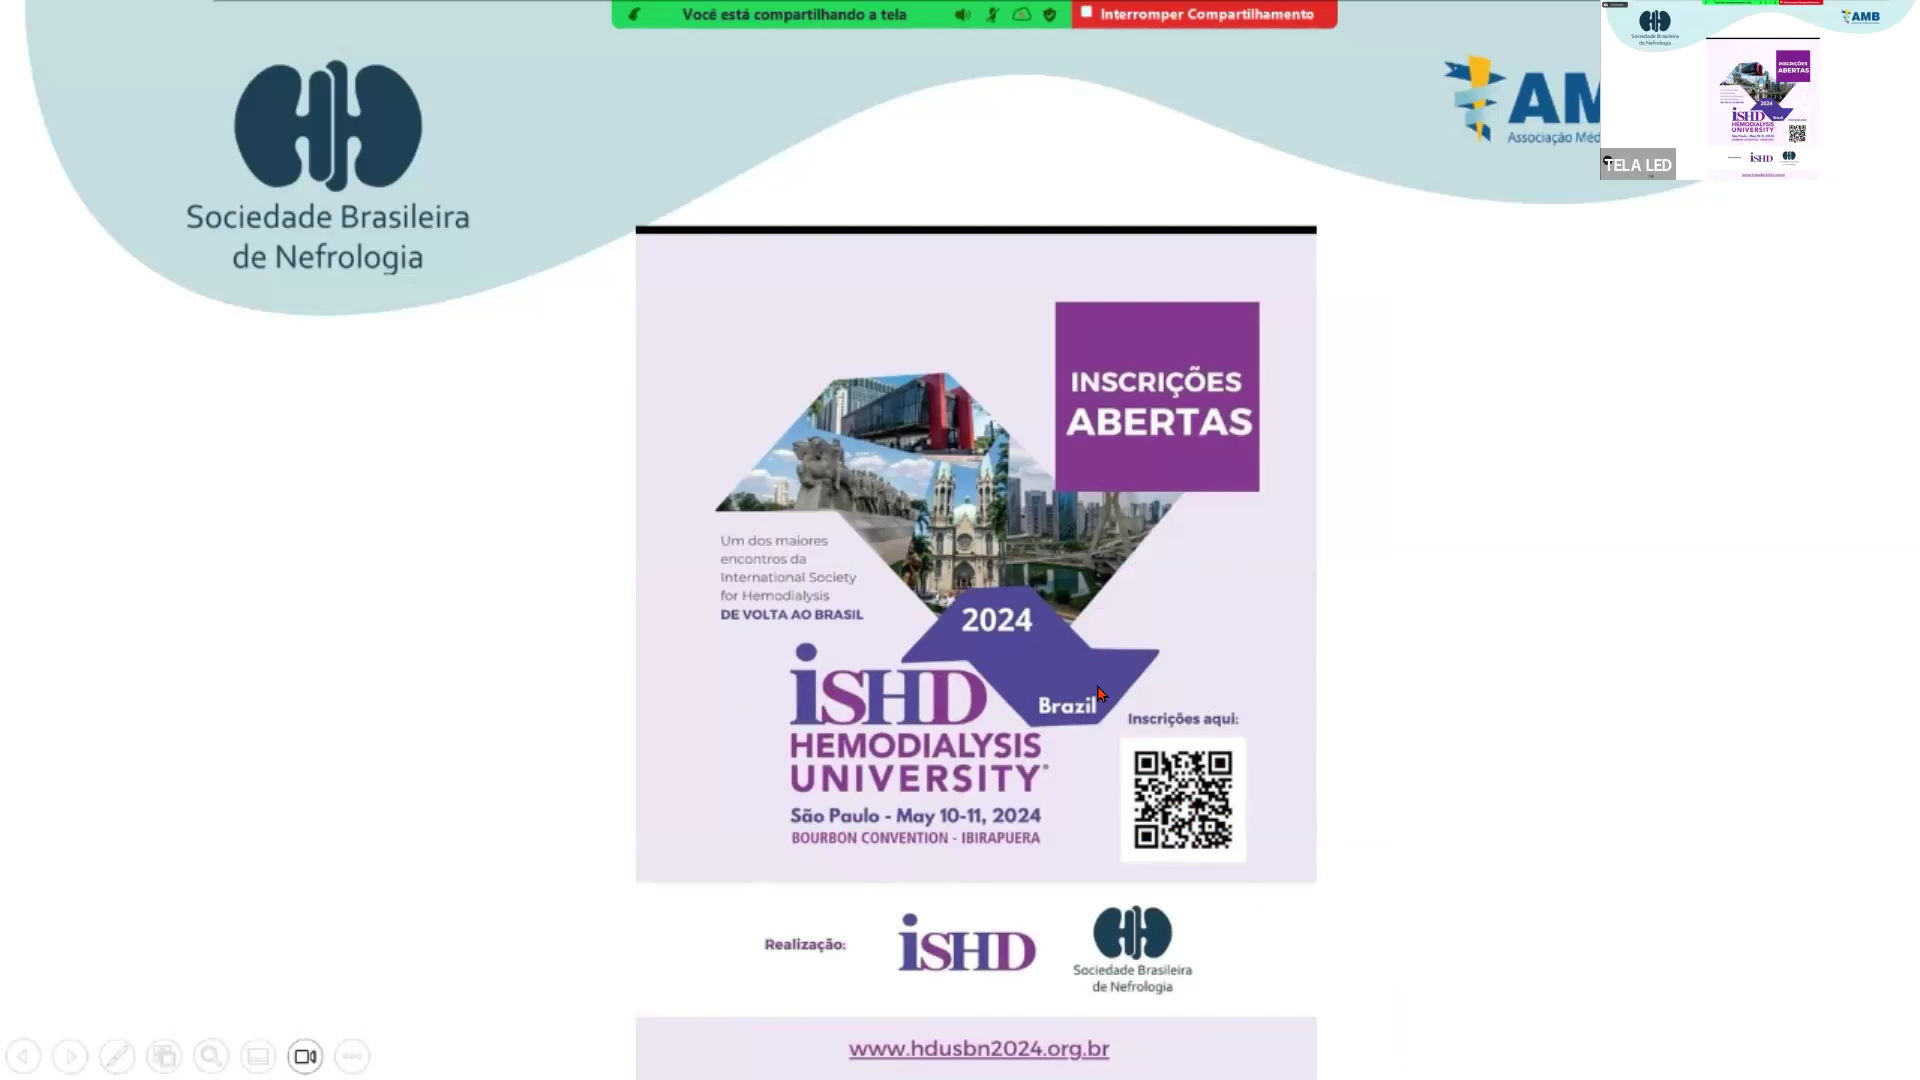 Você está compartilhando a tela
Interromper Compartilhamento
Sociedade Brasileira
de Nefrologia
AM
Associação Méd
AMB
TELA LED
INSCRIÇÕES
ABERTAS
Um dos maiores
encontros da
International Society
for Hemodialysis
DE VOLTA AO BRASIL
2024
Brazil
iSHD
HEMODIALYSIS
UNIVERSITY®
São Paulo - May 10-11, 2024
BOURBON CONVENTION - IBIRAPUERA
Inscrições aqui:
Realização:
iSHD
Sociedade Brasileira
de Nefrologia
www.hdusbn2024.org.br